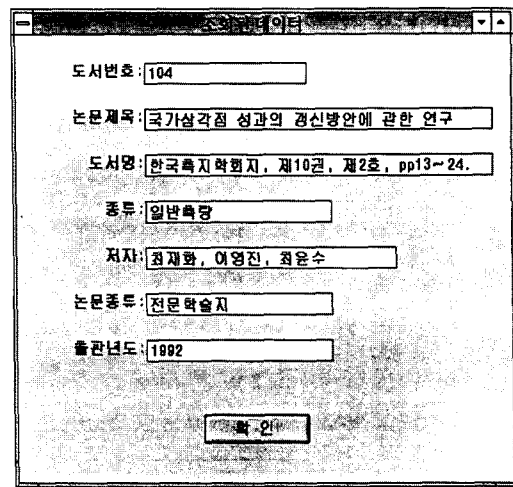 조회된데이터
도서번호: 104
논문제목: 국가삼각점 성과의 갱신방안에 관한 연구
도서명: 한국측지학회지, 제10권, 제2호, pp13~24.
종류: 일반측량
저자: 최재화, 이영진, 최윤수
논문종류: 전문학술지
출판년도: 1992
확 인